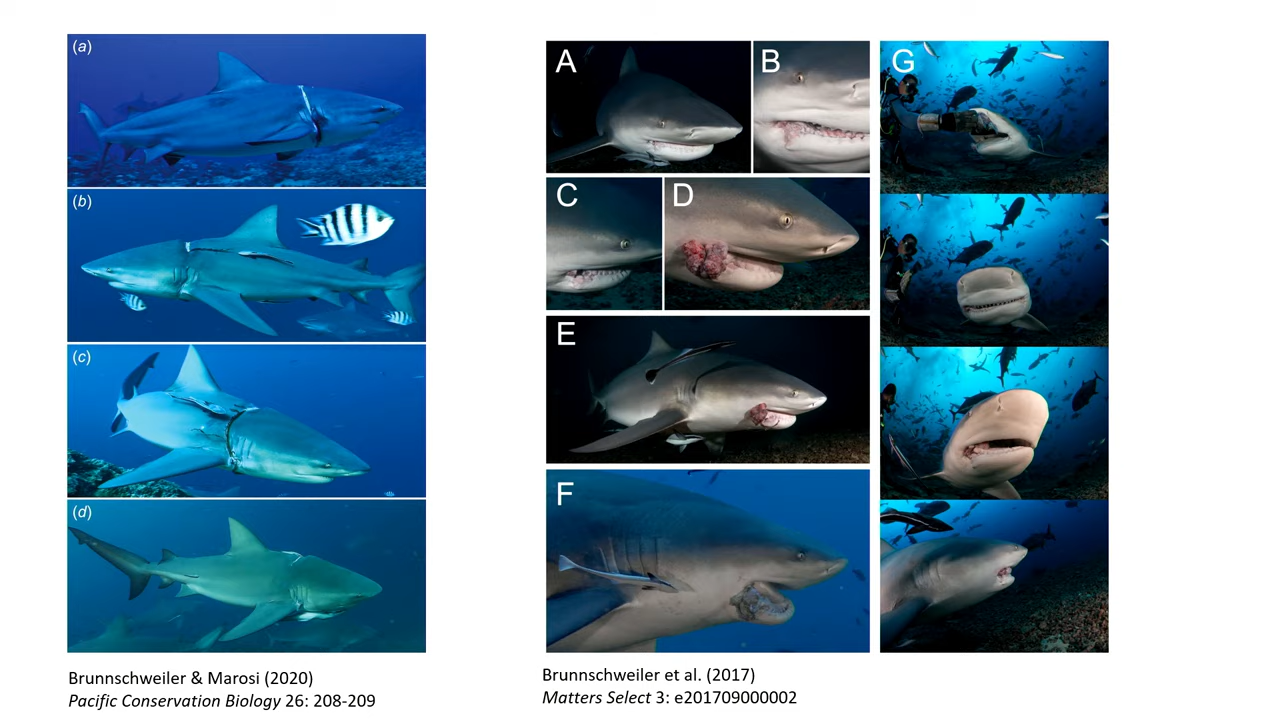 (a)
(b)
(c)
(d)
Brunnschweiler & Marosi (2020)
Pacific Conservation Biology 26: 208-209
A
B
C
D
E
F
G
Brunnschweiler et al. (2017)
Matters Select 3: e201709000002